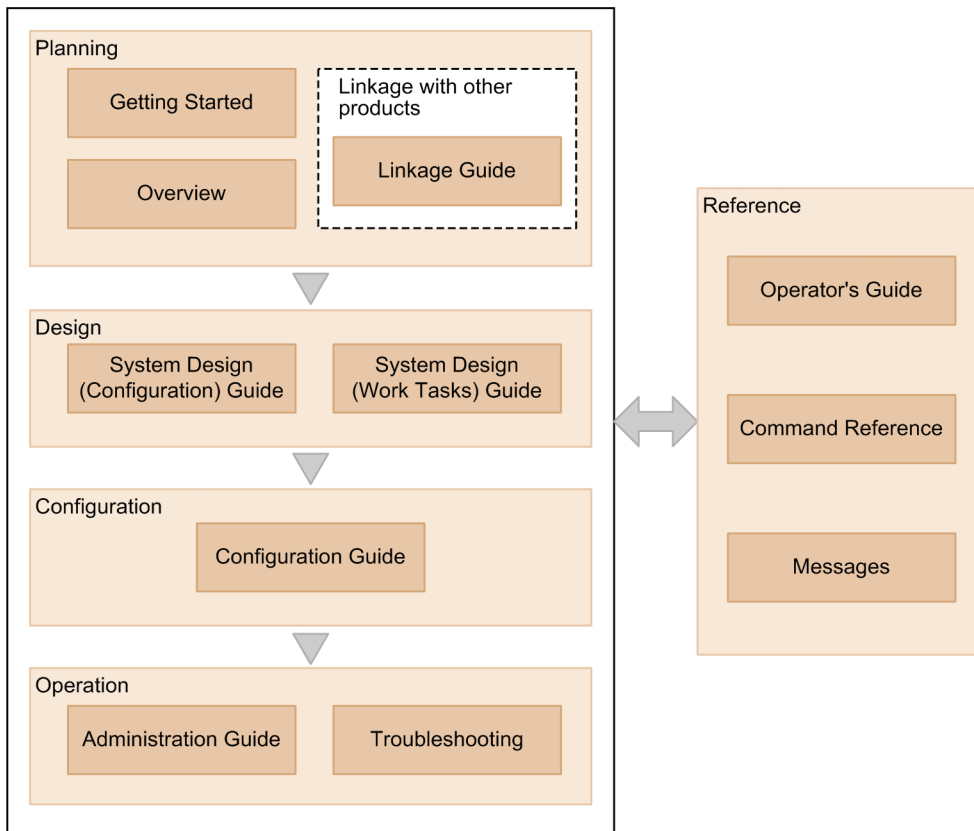 Planning
Getting Started
Overview
Linkage with other
products
Linkage Guide
Design
System Design
(Configuration) Guide
System Design
(Work Tasks) Guide
Configuration
Configuration Guide
Operation
Administration Guide
Troubleshooting
Reference
Operator's Guide
Command Reference
Messages